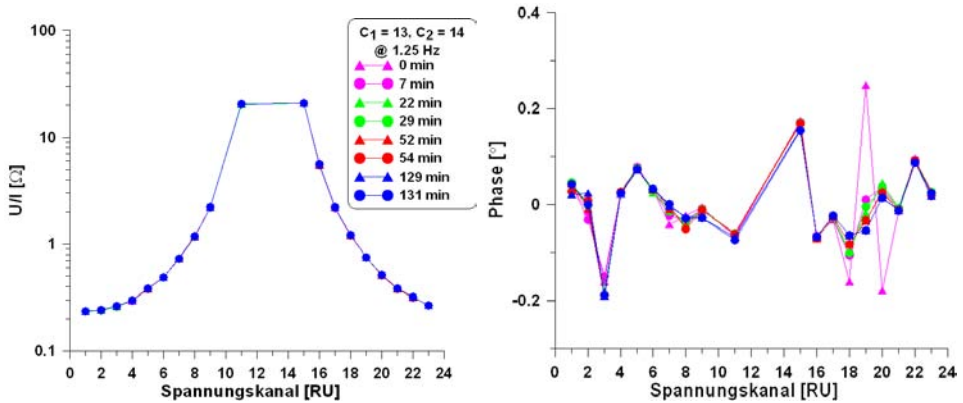 100
10
1
0.1
U/I [Ω]
C1 = 13, C2 = 14
@ 1.25 Hz
0 min
7 min
22 min
29 min
52 min
54 min
129 min
131 min
0 2 4 6 8 10 12 14 16 18 20 22 24
Spannungskanal [RU]
0.4
0.2
0
-0.2
Phase [°]
0 2 4 6 8 10 12 14 16 18 20 22 24
Spannungskanal [RU]